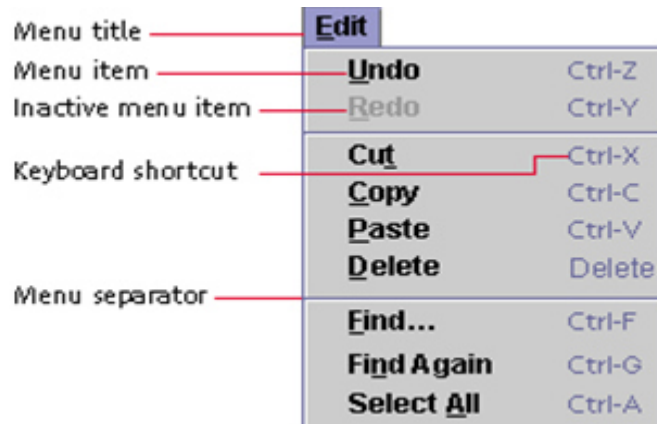 Menu title Edit
Menu item Undo Ctrl-Z
Inactive menu item Redo Ctrl-Y
Cut Ctrl-X
Keyboard shortcut
Copy Ctrl-C
Paste Ctrl-V
Delete Delete
Menu separator
Find... Ctrl-F
Find Again Ctrl-G
Select All Ctrl-A